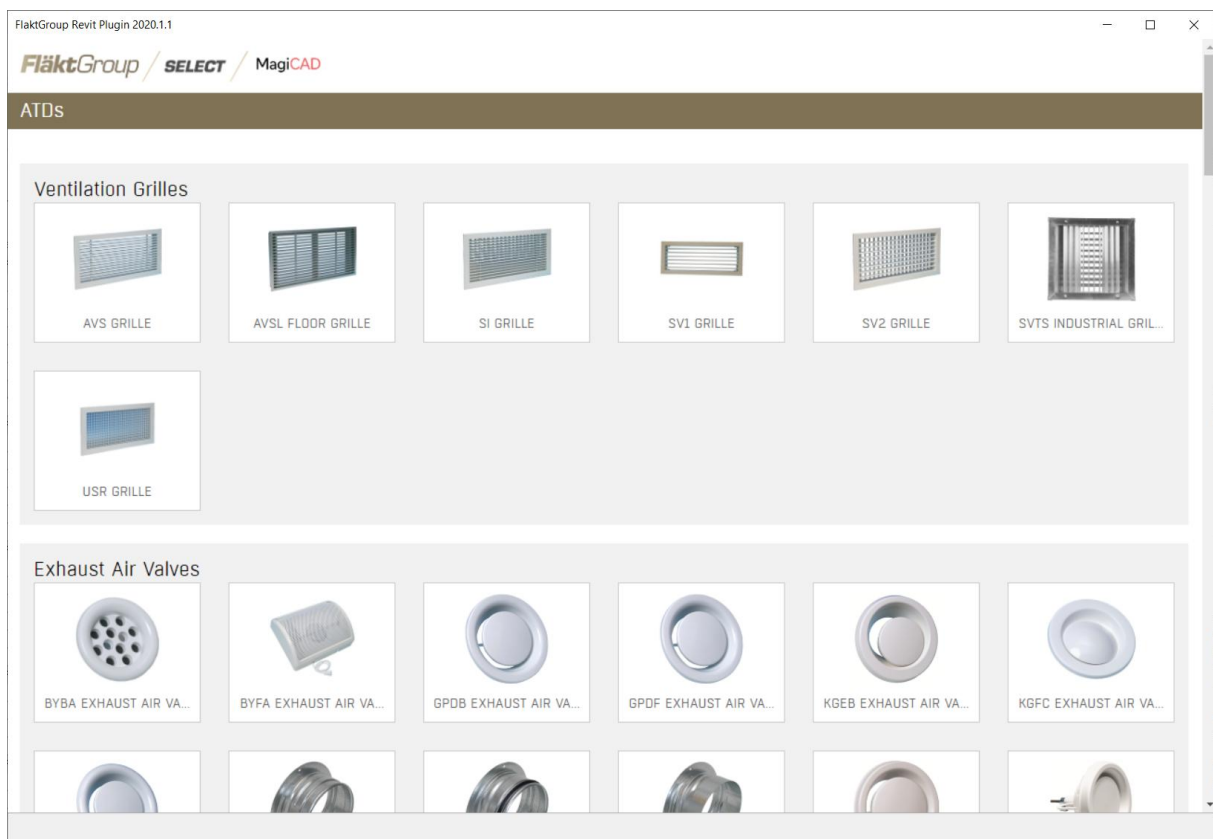 FlaktGroup Revit Plugin 2020.1.1
FläktGroup / SELECT / MagiCAD
ATDs
Ventilation Grilles
AVS GRILLE
AVSL FLOOR GRILLE
SI GRILLE
SV1 GRILLE
SV2 GRILLE
SVTS INDUSTRIAL GRIL...
USR GRILLE
Exhaust Air Valves
BYBA EXHAUST AIR VA...
BYFA EXHAUST AIR VA...
GPDB EXHAUST AIR VA...
GPDF EXHAUST AIR VA...
KGEB EXHAUST AIR VA...
KGFC EXHAUST AIR VA...